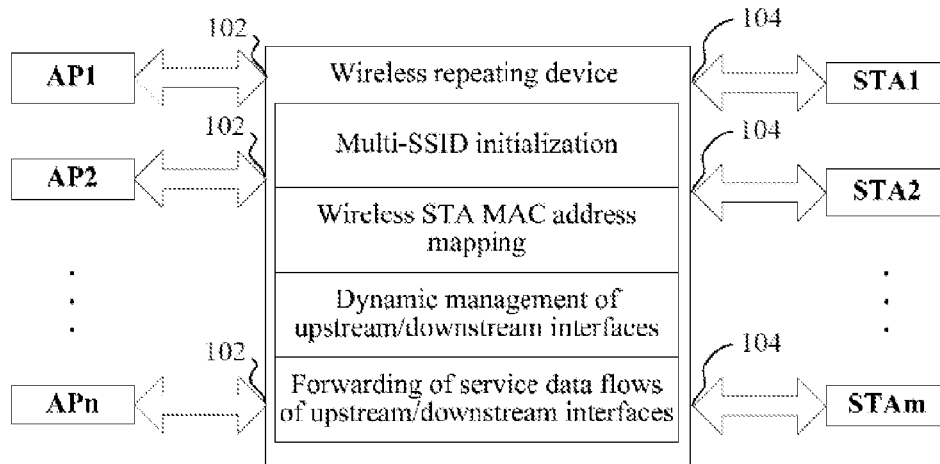 102
104
AP1
Wireless repeating device
STA1
102
104
Multi-SSID initialization
AP2
STA2
Wireless STA MAC address
mapping
Dynamic management of
upstream/downstream interfaces
102
104
Forwarding of service data flows
of upstream/downstream interfaces
APn
STAm